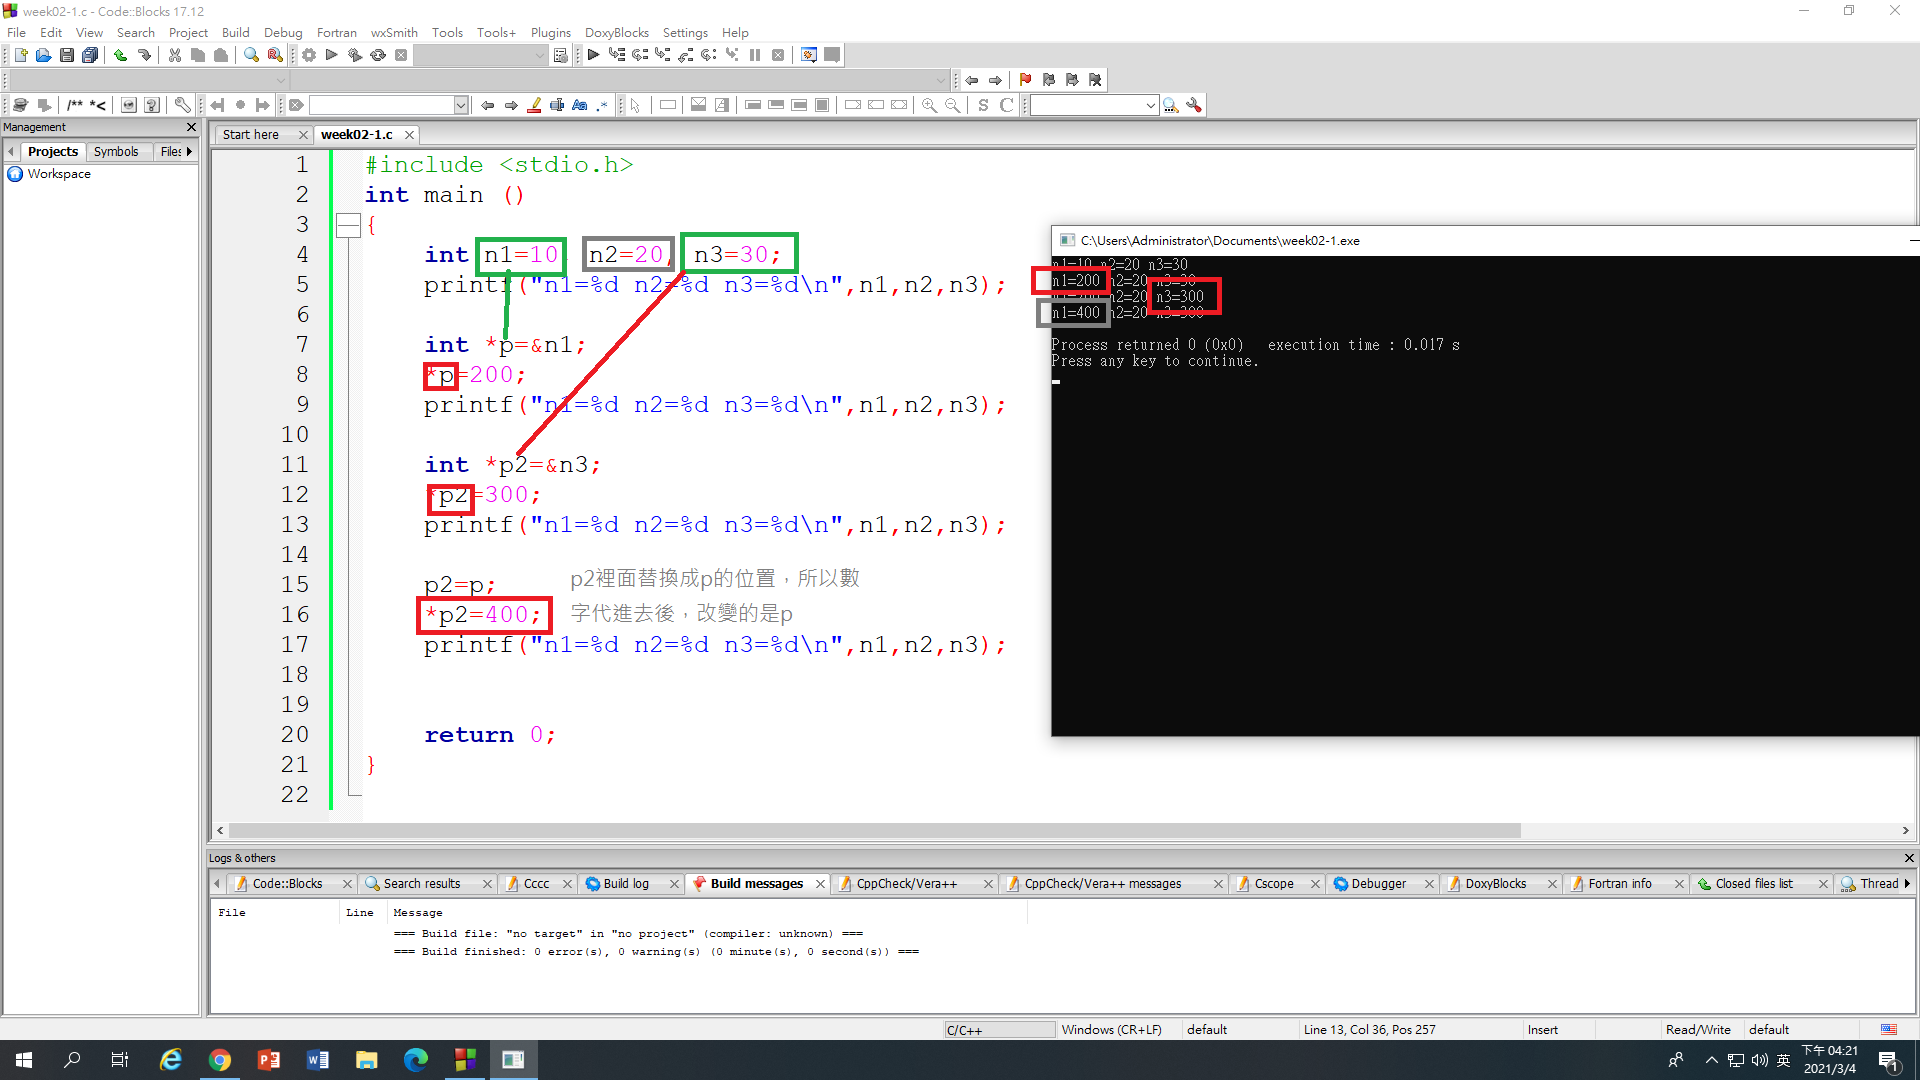 week02-1.c - Code::Blocks 17.12
File Edit View Search Project Build Debug Fortran wxSmith Tools Tools+ Plugins DoxyBlocks Settings Help
/** *<
S C
Management
Projects Symbols Files
Workspace
Start here week02-1.c
1 #include <stdio.h>
2 int main ()
3 {
4 int n1=10 n2=20, n3=30;
5 printf("n1=%d n2=%d n3=%d\n",n1,n2,n3);
6
7 int *p=&n1;
8 *p=200;
9 printf("n1=%d n2=%d n3=%d\n",n1,n2,n3);
10
11 int *p2=&n3;
12 *p2=300;
13 printf("n1=%d n2=%d n3=%d\n",n1,n2,n3);
14
15 p2=p; p2裡面替換成p的位置，所以數
16 *p2=400; 字代進去後，改變的是p
17 printf("n1=%d n2=%d n3=%d\n",n1,n2,n3);
18
19
20 return 0;
21 }
22
C:\Users\Administrator\Documents\week02-1.exe
n1=10 n2=20 n3=30
n1=200 n2=20 n3=30
n1=200 n2=20 n3=300
n1=400 n2=20 n3=300
Process returned 0 (0x0) execution time : 0.017 s
Press any key to continue.
Logs & others
Code::Blocks Search results Cccc Build log Build messages CppCheck/Vera++ CppCheck/Vera++ messages Cscope Debugger DoxyBlocks Fortran info Closed files list Thread
File Line Message
=== Build file: "no target" in "no project" (compiler: unknown) ===
=== Build finished: 0 error(s), 0 warning(s) (0 minute(s), 0 second(s)) ===
C/C++ Windows (CR+LF) default Line 13, Col 36, Pos 257 Insert Read/Write default
英 下午 04:21
2021/3/4
1